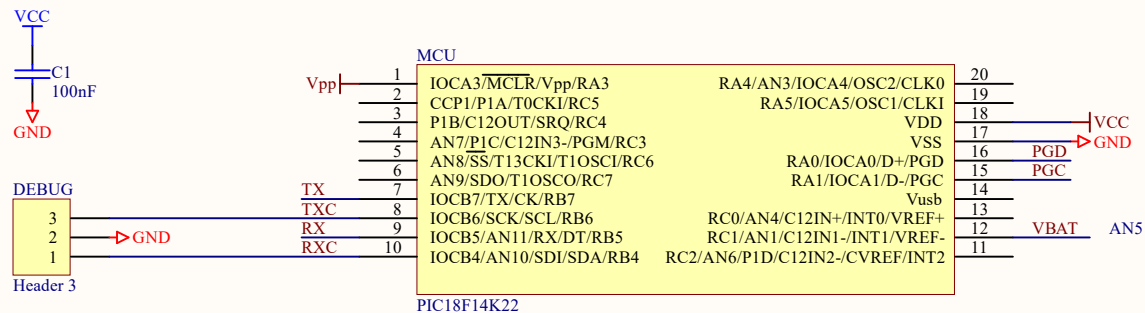 VCC
C1
100nF
GND
MCU
Vpp
1 IOCA3/MCLR/Vpp/RA3
2 CCP1/P1A/T0CKI/RC5
3 P1B/C12OUT/SRQ/RC4
4 AN7/P1C/C12IN3-/PGM/RC3
5 AN8/SS/T13CKI/T1OSCI/RC6
6 AN9/SDO/T1OSCO/RC7
TX 7 IOCB7/TX/CK/RB7
TXC 8 IOCB6/SCK/SCL/RB6
RX 9 IOCB5/AN11/RX/DT/RB5
RXC 10 IOCB4/AN10/SDI/SDA/RB4
RA4/AN3/IOCA4/OSC2/CLK0 20
RA5/IOCA5/OSC1/CLKI 19
VDD 18 VCC
VSS 17 GND
RA0/IOCA0/D+/PGD 16 PGD
RA1/IOCA1/D-/PGC 15 PGC
Vusb 14
RC0/AN4/C12IN+/INT0/VREF+ 13
RC1/AN1/C12IN1-/INT1/VREF- 12 VBAT AN5
RC2/AN6/P1D/C12IN2-/CVREF/INT2 11
PIC18F14K22
DEBUG
3
2 GND
1
Header 3